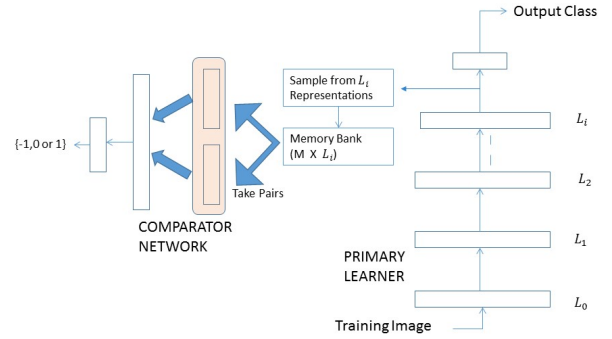 Output Class
Sample from L_i
Representations
L_i
Memory Bank
(M X L_i)
{-1,0 or 1}
L_2
Take Pairs
COMPARATOR
NETWORK
PRIMARY
LEARNER
L_1
L_0
Training Image